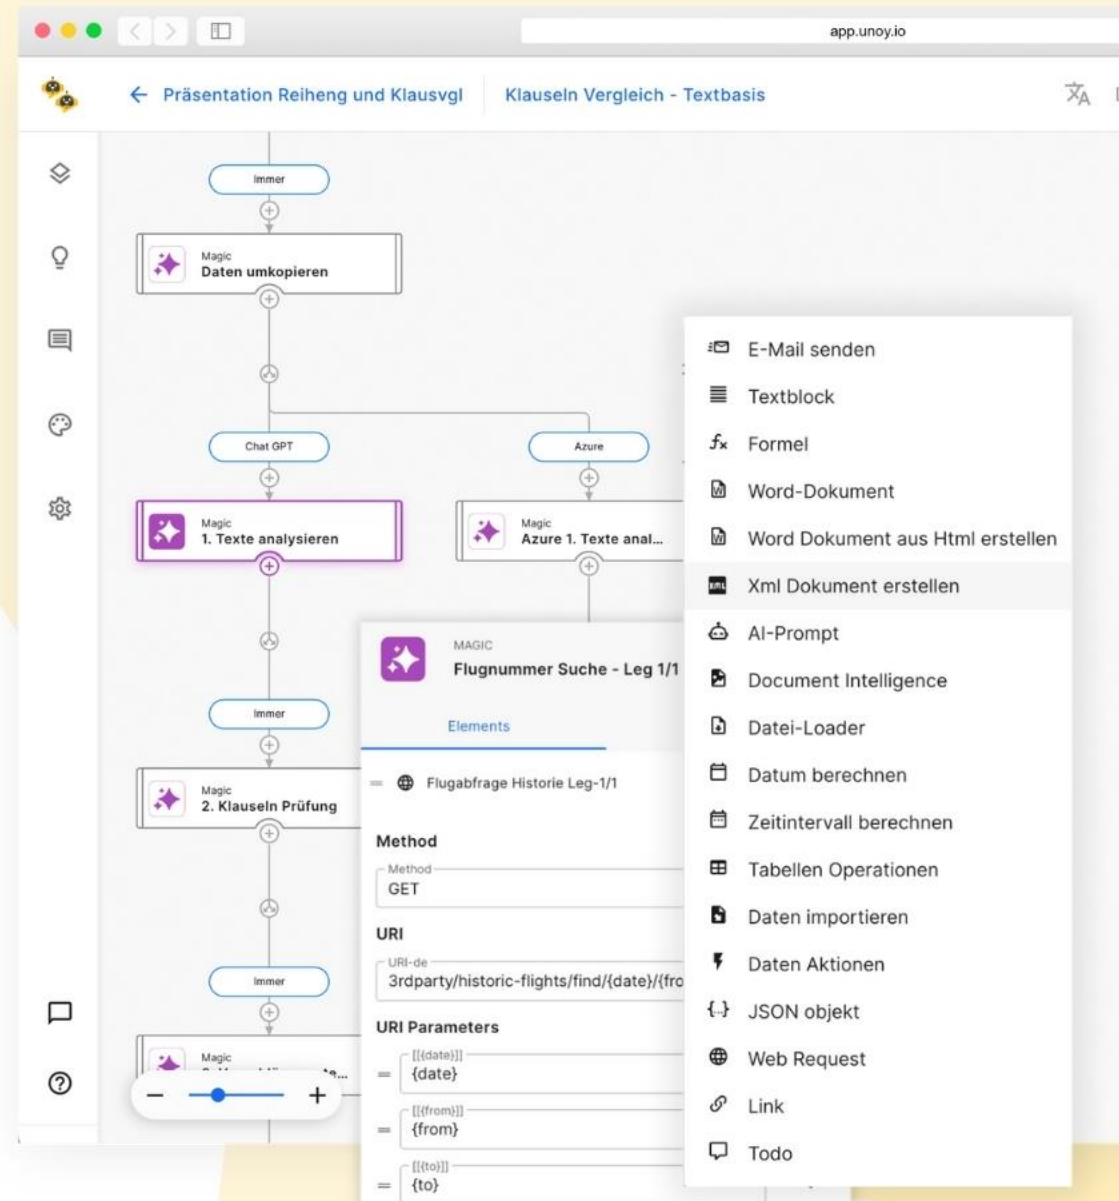 app.unoy.io
Präsentation Reiheng und Klausvgl
Klauseln Vergleich - Textbasis
Immer
Magic
Daten umkopieren
Chat GPT
Azure
Magic
1. Texte analysieren
Magic
Azure 1. Texte anal...
Immer
Magic
2. Klauseln Prüfung
Immer
Magic
MAGIC
Flugnummer Suche - Leg 1/1
Elements
Flugabfrage Historie Leg-1/1
Method
Method
GET
URI
URI-de
3rdparty/historic-flights/find/{date}/{fro
URI Parameters
[[{date}]]
{date}
[[{from}]]
{from}
[[{to}]]
{to}
E-Mail senden
Textblock
Formel
Word-Dokument
Word Dokument aus Html erstellen
Xml Dokument erstellen
AI-Prompt
Document Intelligence
Datei-Loader
Datum berechnen
Zeitintervall berechnen
Tabellen Operationen
Daten importieren
Daten Aktionen
JSON objekt
Web Request
Link
Todo